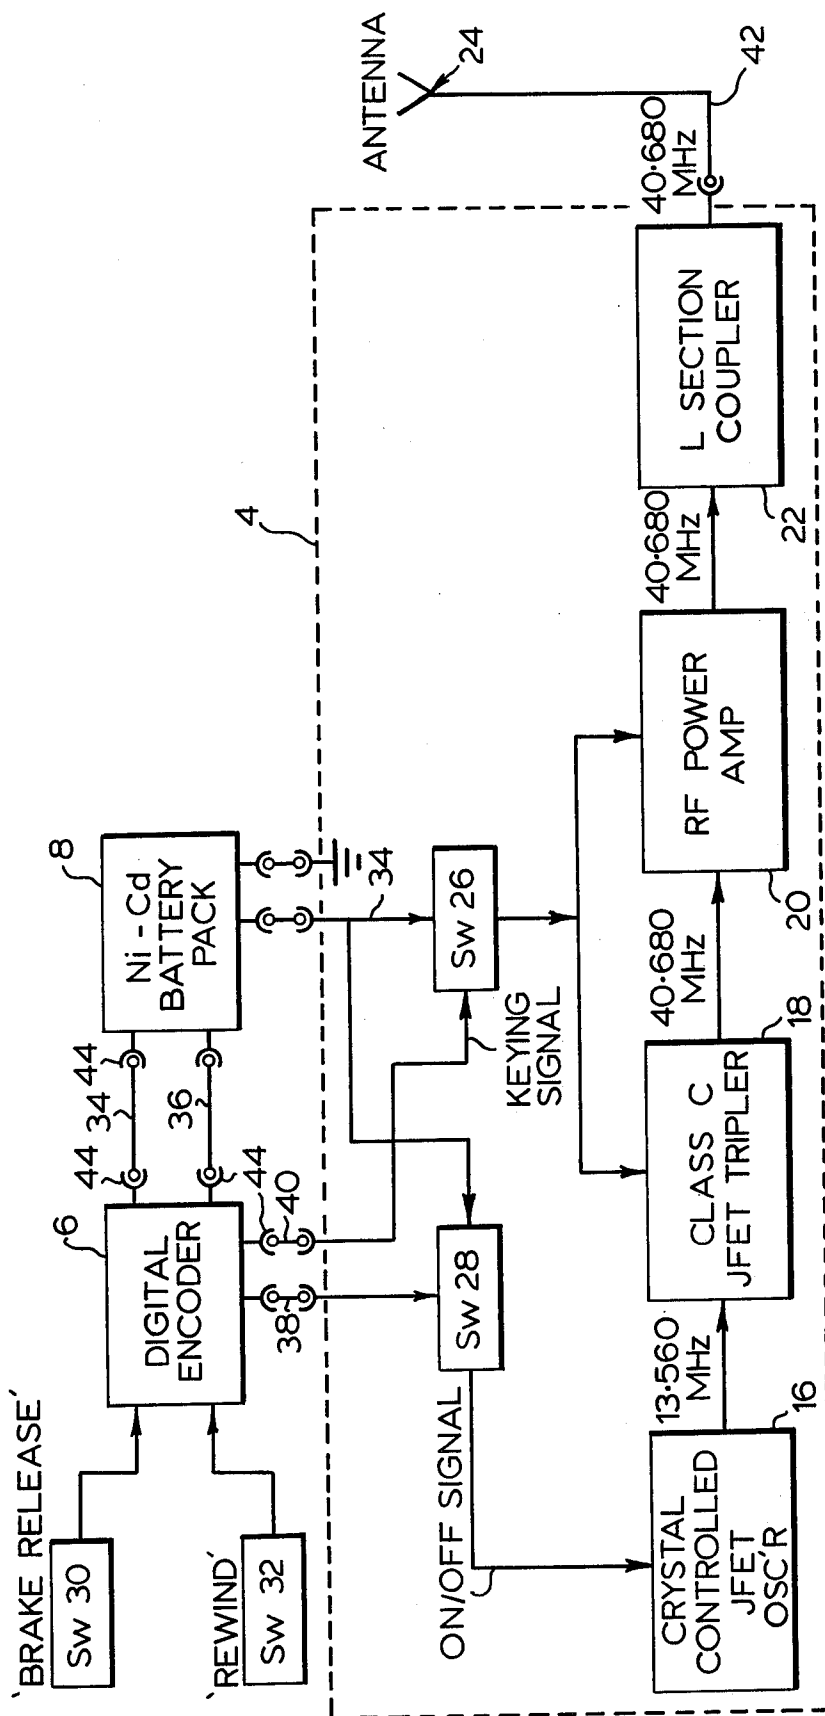 'BRAKE RELEASE'
SW 30
'REWIND'
SW 32
6
DIGITAL
ENCODER
44
34
44
36
44
8
Ni-Cd
BATTERY
PACK
38
44
40
34
4
ANTENNA
24
42
SW 28
SW 26
KEYING
SIGNAL
ON/OFF SIGNAL
CRYSTAL
CONTROLLED
JFET
OSC'R
16
13·560
MHz
CLASS C
JFET TRIPLER
18
40·680
MHz
RF POWER
AMP
20
40·680
MHz
L SECTION
COUPLER
22
40·680
MHz